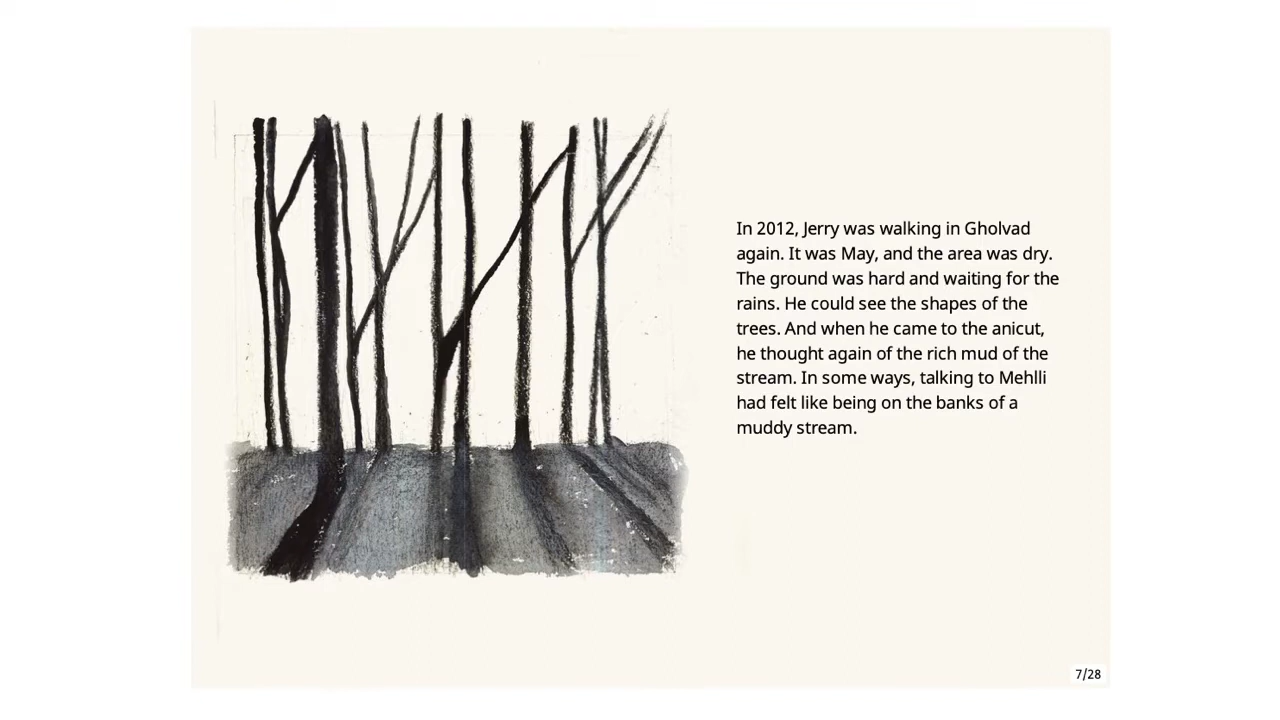 In 2012, Jerry was walking in Gholvad
again. It was May, and the area was dry.
The ground was hard and waiting for the
rains. He could see the shapes of the
trees. And when he came to the anicut,
he thought again of the rich mud of the
stream. In some ways, talking to Mehlli
had felt like being on the banks of a
muddy stream.
7/28